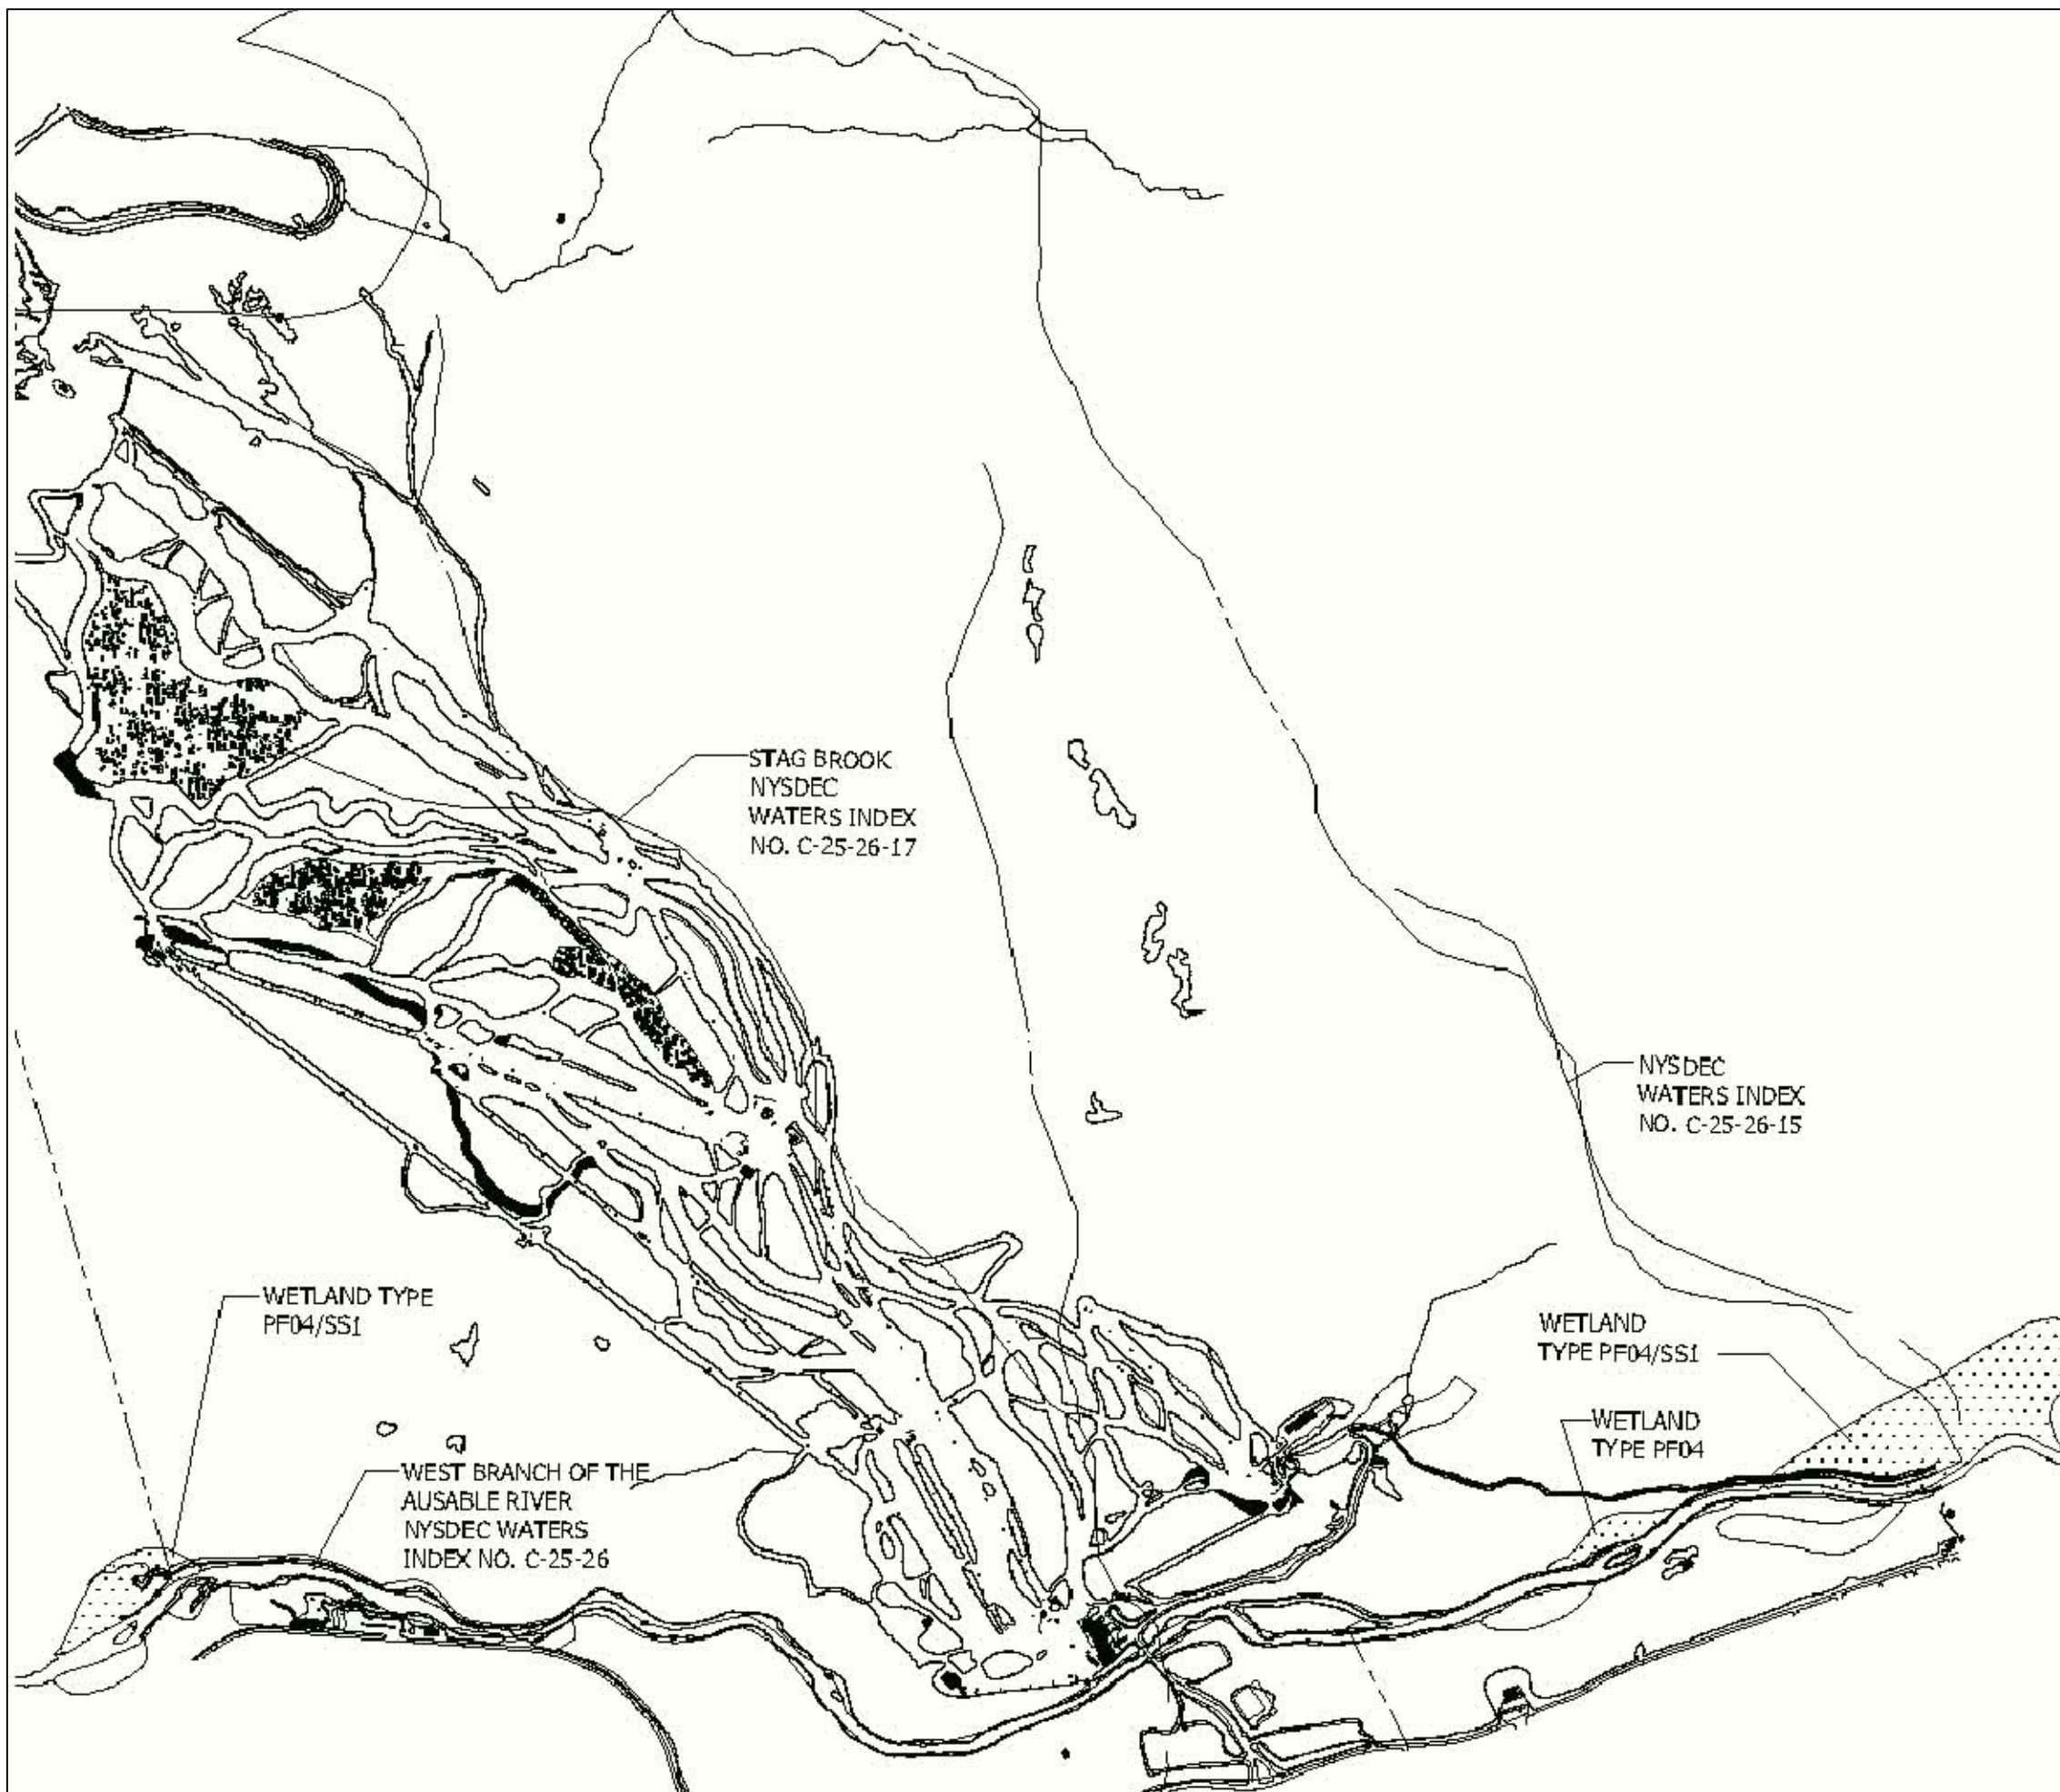 STAG BROOK
NYSDEC
WATERS INDEX
NO. C-25-26-17
NYSDEC
WATERS INDEX
NO. C-25-26-15
WETLAND TYPE
PF04/SS1
WETLAND
TYPE PF04/SS1
WETLAND
TYPE PF04
WEST BRANCH OF THE
AUSABLE RIVER
NYSDEC WATERS
INDEX NO. C-25-26